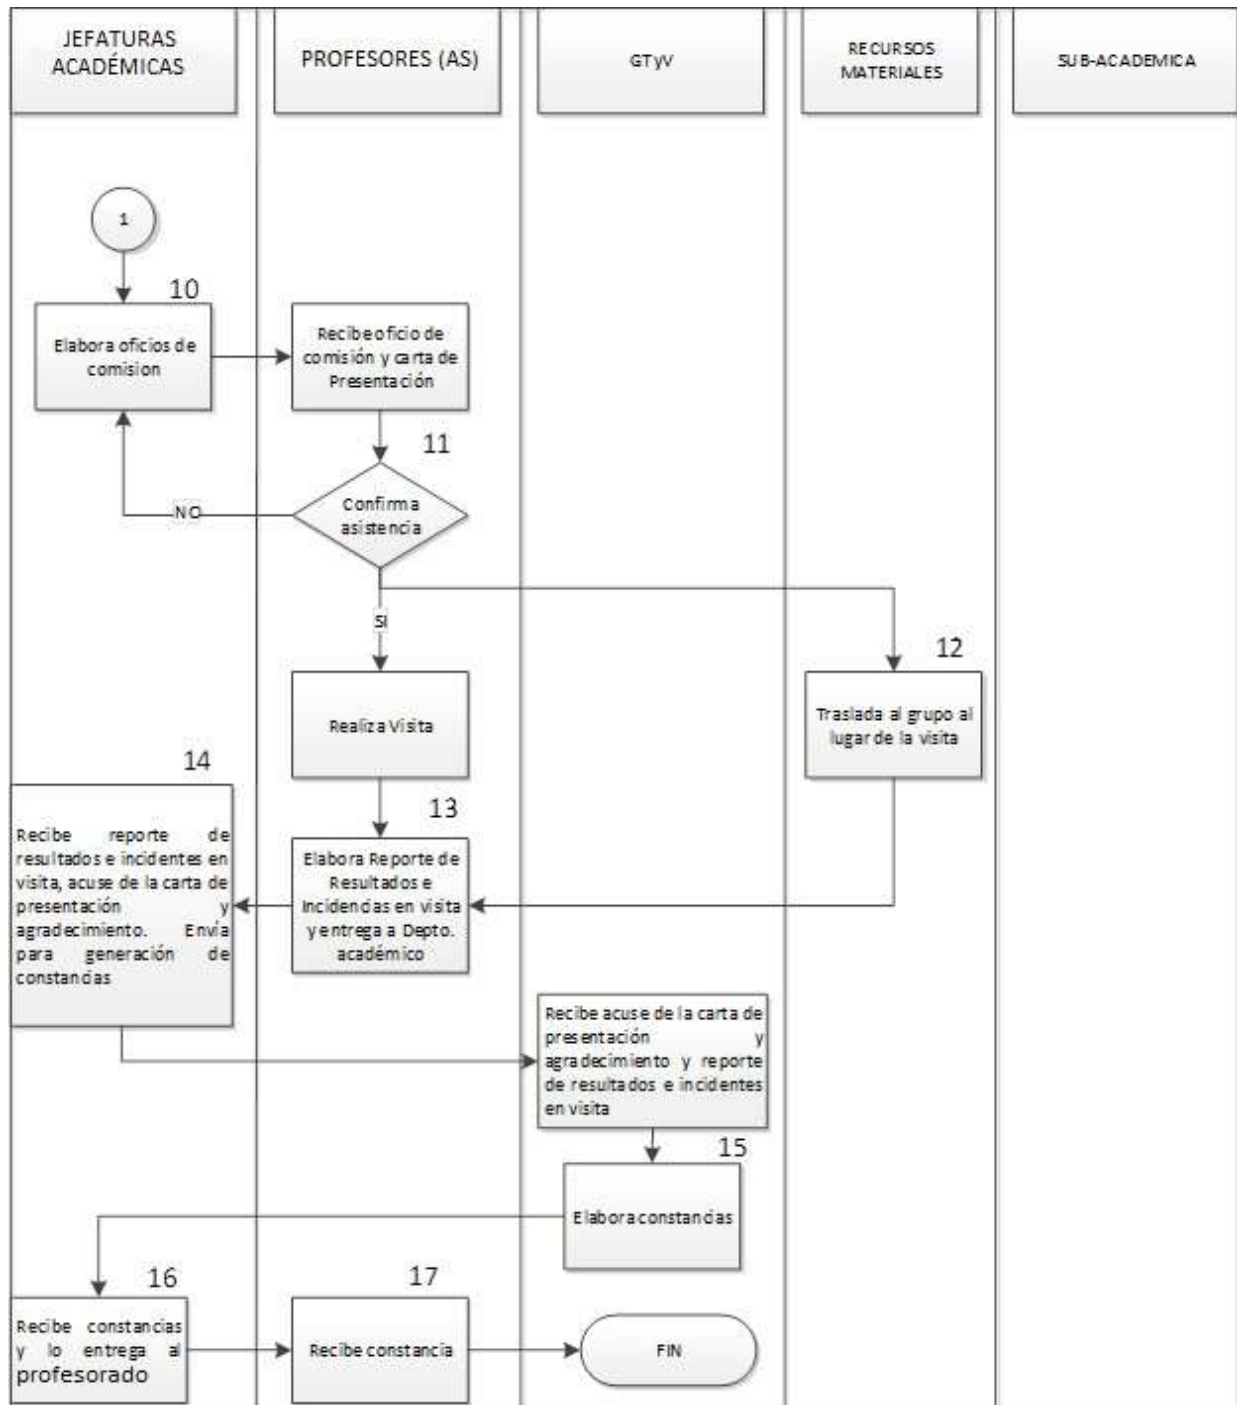 JEFATURAS
ACADÉMICAS
PROFESORES (AS)
GTyV
RECURSOS
MATERIALES
SUB-ACADEMICA
1
10
Elabora oficios de
comision
Recibe oficio de
comisión y carta de
Presentación
11
Confirma
asistencia
NO
SI
12
Realiza Visita
Traslada al grupo al
lugar de la visita
14
13
Recibe reporte de
resultados e incidentes en
visita, acuse de la carta de
presentación y
agradecimiento. Envía
para generación de
constancias
Elabora Reporte de
Resultados e
Incidencias en visita
y entrega a Depto.
académico
Recibe acuse de la carta de
presentación y
agradecimiento y reporte
de resultados e incidentes
en visita
15
Elabora constancias
16
17
Recibe constancias
y lo entrega al
profesorado
Recibe constancia
FIN